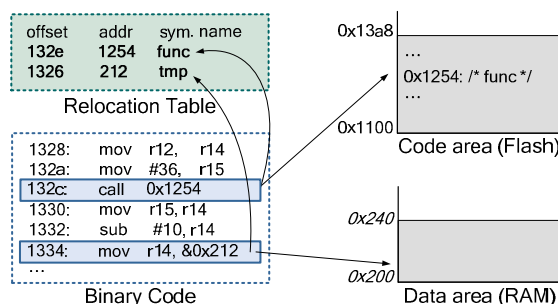 offset addr sym. name
132e 1254 func
1326 212 tmp
Relocation Table
1328: mov r12, r14
132a: mov #36, r15
132c: call 0x1254
1330: mov r15, r14
1332: sub #10, r14
1334: mov r14, &0x212
...
Binary Code
0x13a8
...
0x1254: /* func */
...
0x1100
Code area (Flash)
0x240
0x200
Data area (RAM)